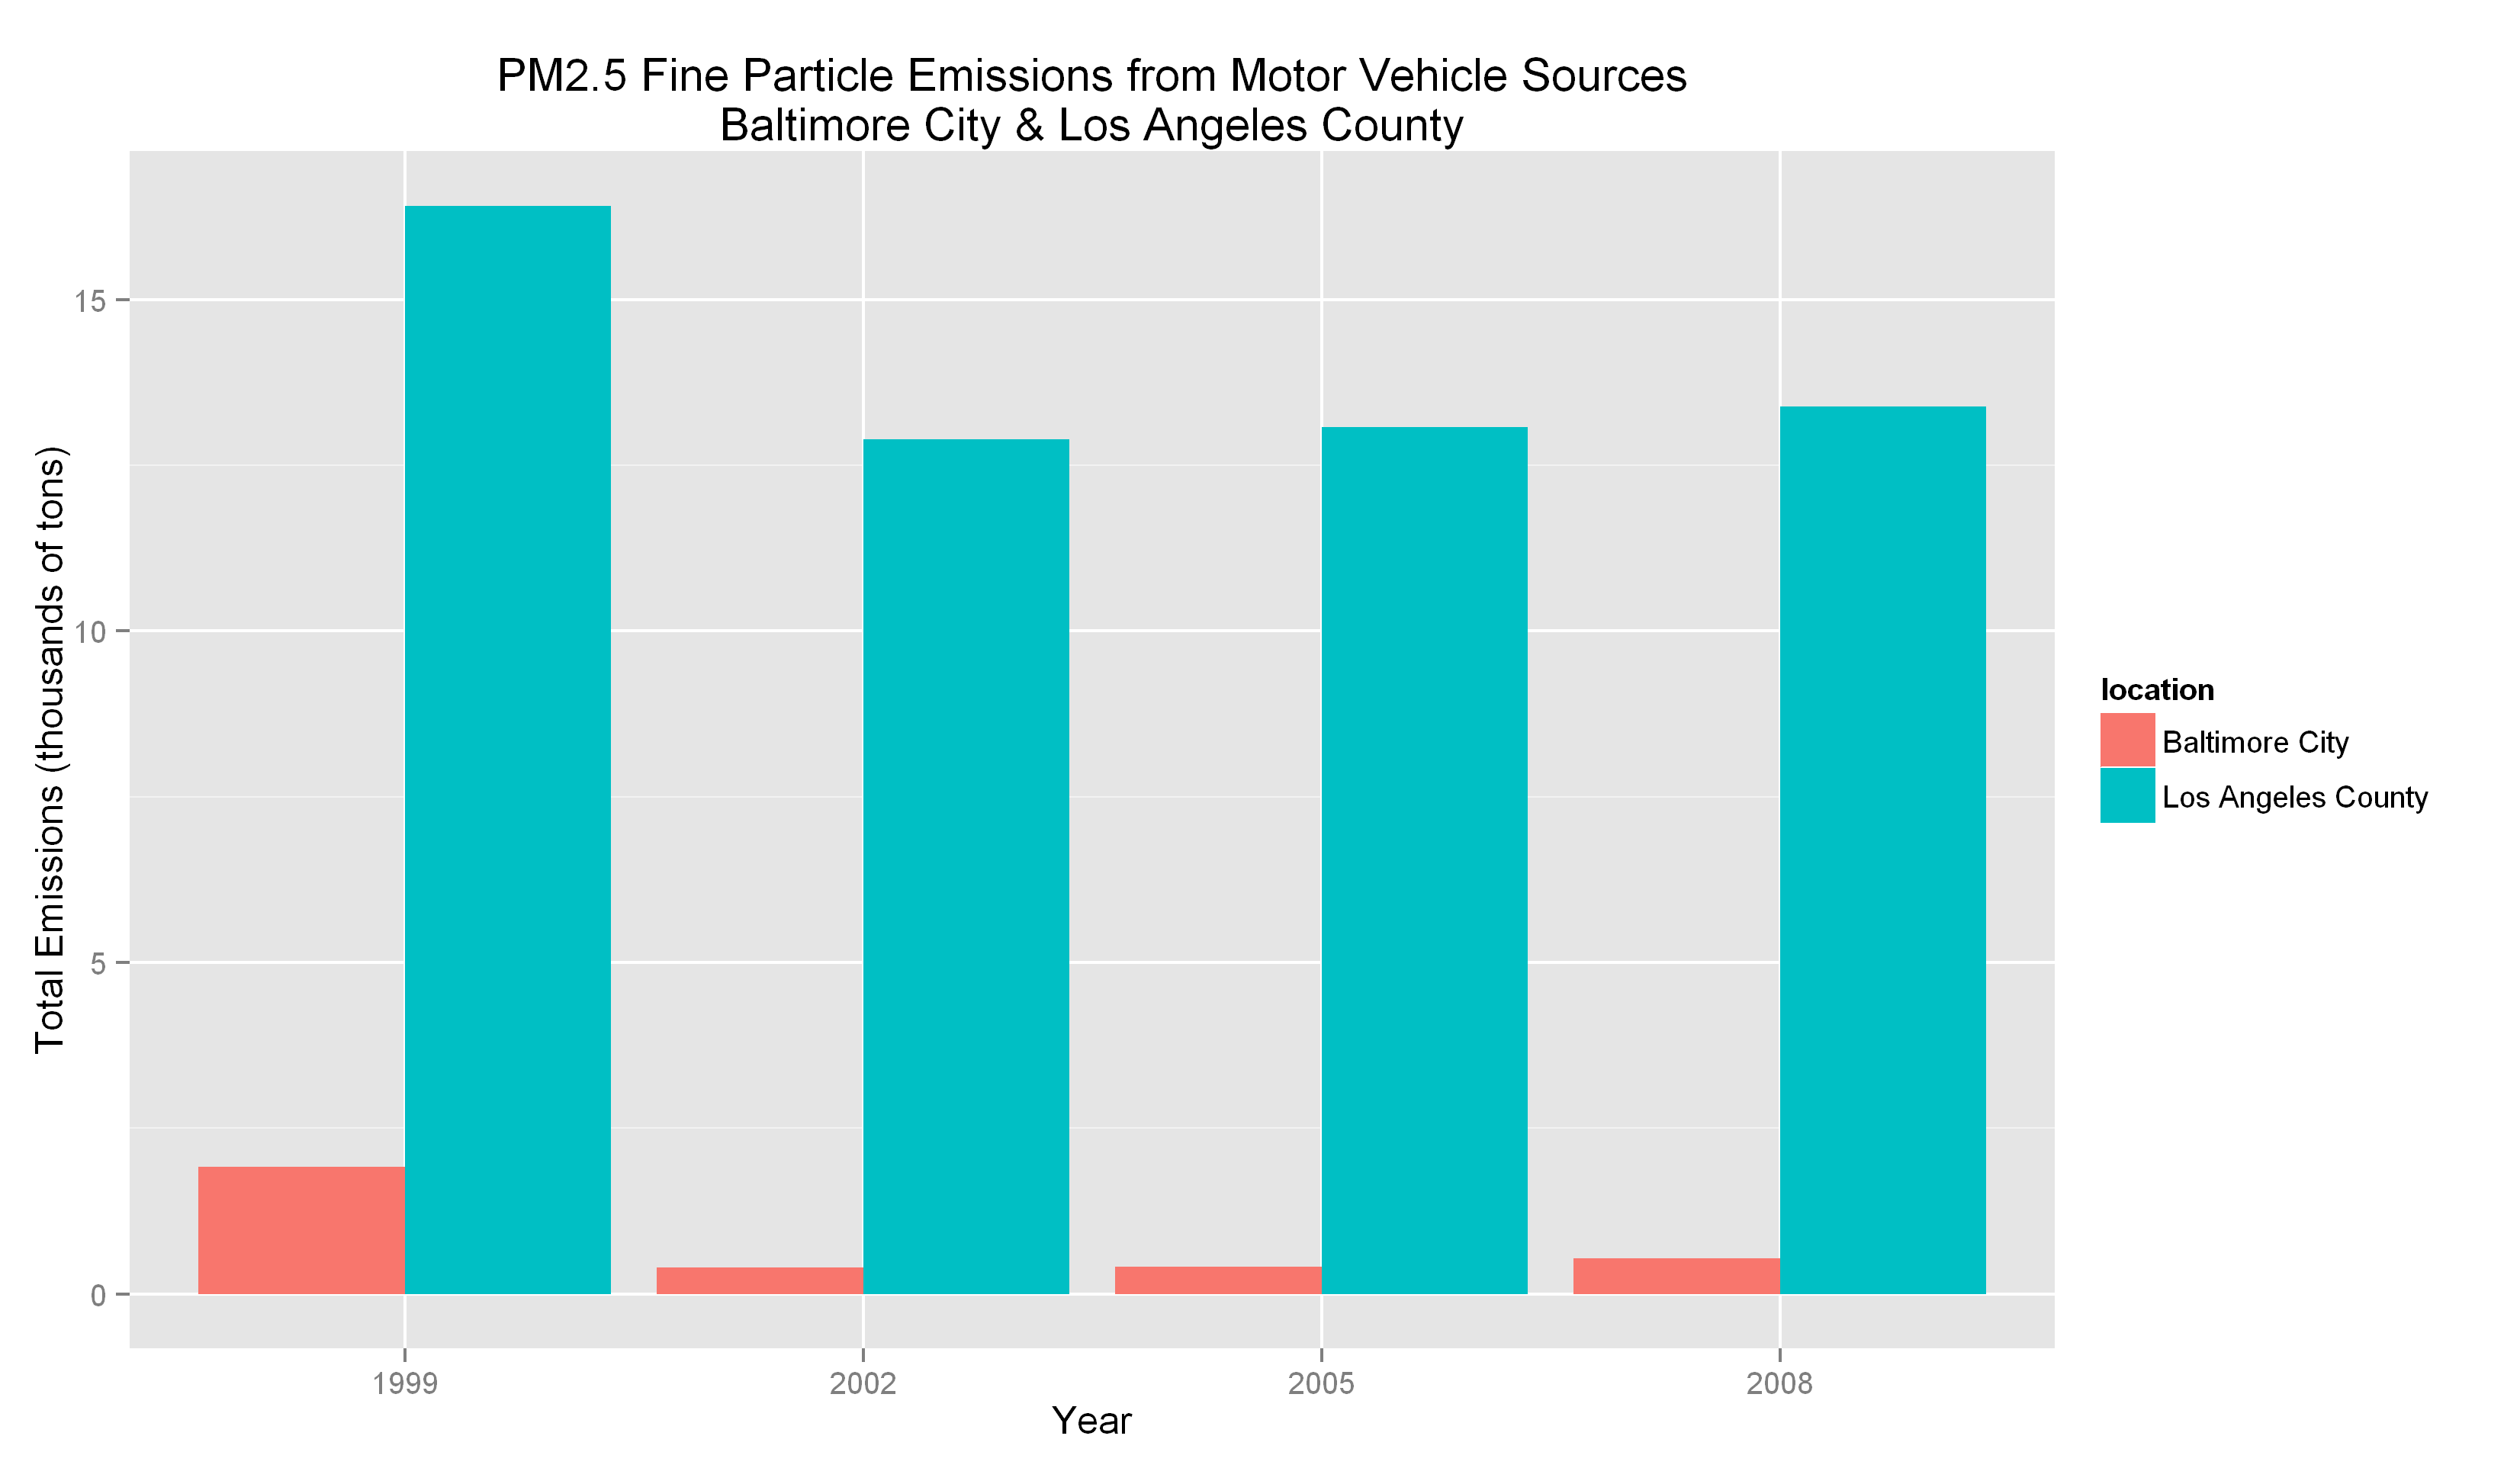 PM2.5 Fine Particle Emissions from Motor Vehicle Sources
Baltimore City & Los Angeles County
Total Emissions (thousands of tons)
15
10
5
0
1999
2002
2005
2008
Year
location
Baltimore City
Los Angeles County